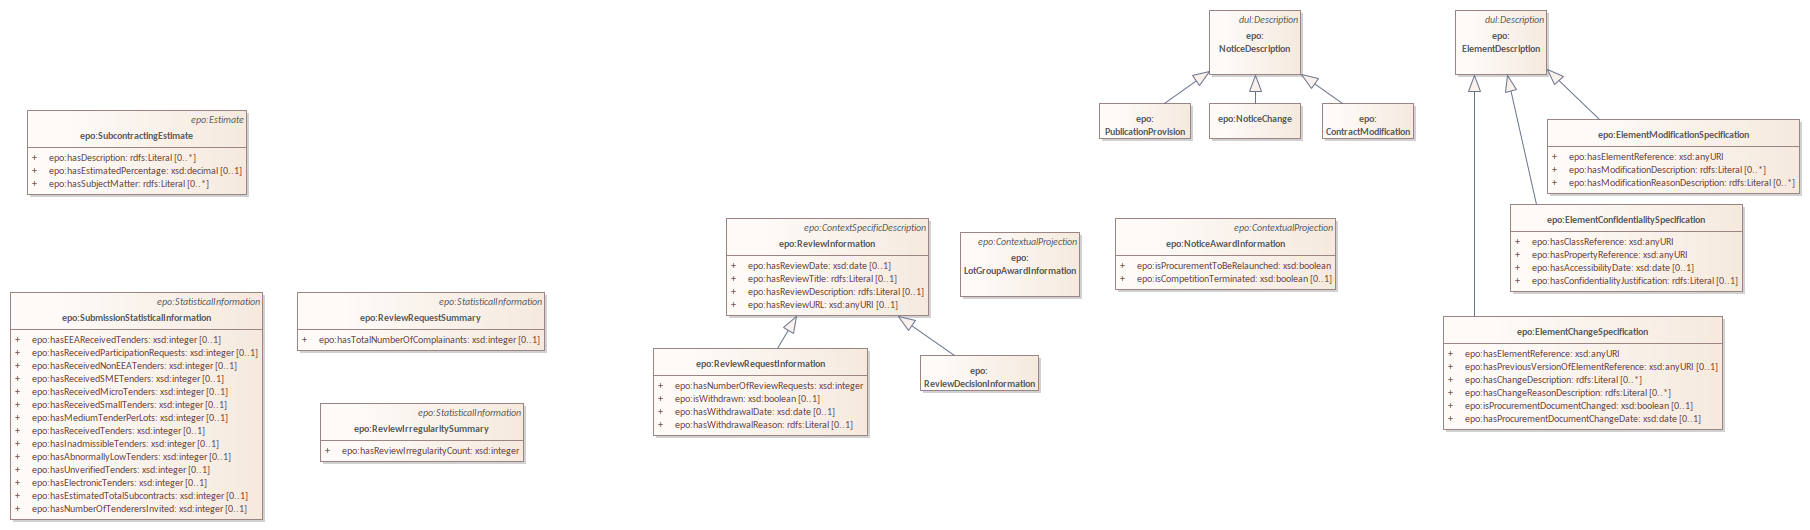 dul:Description
epo:
NoticeDescription
dul:Description
epo:
ElementDescription
epo:
PublicationProvision
epo:NoticeChange
epo:
ContractModification
epo:Estimate
epo:SubcontractingEstimate
+ epo:hasDescription: rdfs:Literal [0..*]
+ epo:hasEstimatedPercentage: xsd:decimal [0..1]
+ epo:hasSubjectMatter: rdfs:Literal [0..*]
epo:ElementModificationSpecification
+ epo:hasElementReference: xsd:anyURI
+ epo:hasModificationDescription: rdfs:Literal [0..*]
+ epo:hasModificationReasonDescription: rdfs:Literal [0..*]
epo:ElementConfidentialitySpecification
+ epo:hasClassReference: xsd:anyURI
+ epo:hasPropertyReference: xsd:anyURI
+ epo:hasAccessibilityDate: xsd:date [0..1]
+ epo:hasConfidentialityJustification: rdfs:Literal [0..1]
epo:ContextSpecificDescription
epo:ReviewInformation
+ epo:hasReviewDate: xsd:date [0..1]
+ epo:hasReviewTitle: rdfs:Literal [0..1]
+ epo:hasReviewDescription: rdfs:Literal [0..1]
+ epo:hasReviewURL: xsd:anyURI [0..1]
epo:ContextualProjection
epo:
LotGroupAwardInformation
epo:ContextualProjection
epo:NoticeAwardInformation
+ epo:isProcurementToBeRelaunched: xsd:boolean
+ epo:isCompetitionTerminated: xsd:boolean [0..1]
epo:StatisticalInformation
epo:SubmissionStatisticalInformation
+ epo:hasEEAReceivedTenders: xsd:integer [0..1]
+ epo:hasReceivedParticipationRequests: xsd:integer [0..1]
+ epo:hasReceivedNonEEATenders: xsd:integer [0..1]
+ epo:hasReceivedSMETenders: xsd:integer [0..1]
+ epo:hasReceivedMicroTenders: xsd:integer [0..1]
+ epo:hasReceivedSmallTenders: xsd:integer [0..1]
+ epo:hasMediumTenderPerLots: xsd:integer [0..1]
+ epo:hasReceivedTenders: xsd:integer [0..1]
+ epo:hasInadmissibleTenders: xsd:integer [0..1]
+ epo:hasAbnormallyLowTenders: xsd:integer [0..1]
+ epo:hasUnverifiedTenders: xsd:integer [0..1]
+ epo:hasElectronicTenders: xsd:integer [0..1]
+ epo:hasEstimatedTotalSubcontracts: xsd:integer [0..1]
+ epo:hasNumberOfTenderersInvited: xsd:integer [0..1]
epo:StatisticalInformation
epo:ReviewRequestSummary
+ epo:hasTotalNumberOfComplainants: xsd:integer [0..1]
epo:StatisticalInformation
epo:ReviewIrregularitySummary
+ epo:hasReviewIrregularityCount: xsd:integer
epo:ReviewRequestInformation
+ epo:hasNumberOfReviewRequests: xsd:integer
+ epo:isWithdrawn: xsd:boolean [0..1]
+ epo:hasWithdrawalDate: xsd:date [0..1]
+ epo:hasWithdrawalReason: rdfs:Literal [0..1]
epo:
ReviewDecisionInformation
epo:ElementChangeSpecification
+ epo:hasElementReference: xsd:anyURI
+ epo:hasPreviousVersionOfElementReference: xsd:anyURI [0..1]
+ epo:hasChangeDescription: rdfs:Literal [0..*]
+ epo:hasChangeReasonDescription: rdfs:Literal [0..*]
+ epo:isProcurementDocumentChanged: xsd:boolean [0..1]
+ epo:hasProcurementDocumentChangeDate: xsd:date [0..1]